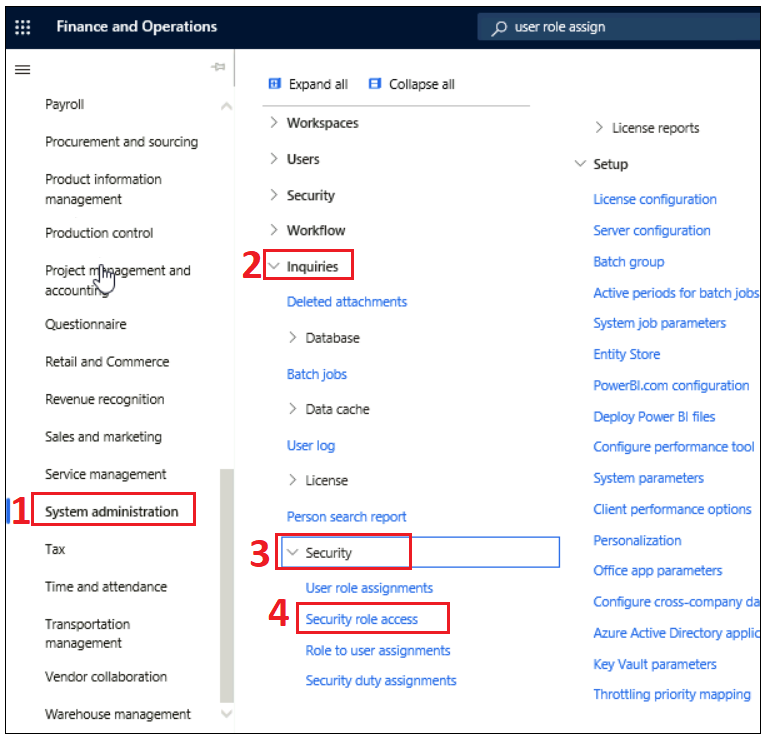 Finance and Operations
user role assign
Payroll
Procurement and sourcing
Product information
management
Production control
Project management and
accounting
Questionnaire
Retail and Commerce
Revenue recognition
Sales and marketing
Service management
1
System administration
Tax
Time and attendance
Transportation
management
Vendor collaboration
Warehouse management
Expand all
Collapse all
Workspaces
Users
Security
Workflow
2
Inquiries
Deleted attachments
Database
Batch jobs
Data cache
User log
License
Person search report
3
Security
User role assignments
4
Security role access
Role to user assignments
Security duty assignments
License reports
Setup
License configuration
Server configuration
Batch group
Active periods for batch jobs
System job parameters
Entity Store
PowerBI.com configuration
Deploy Power BI files
Configure performance tool
System parameters
Client performance options
Personalization
Office app parameters
Configure cross-company da
Azure Active Directory applic
Key Vault parameters
Throttling priority mapping